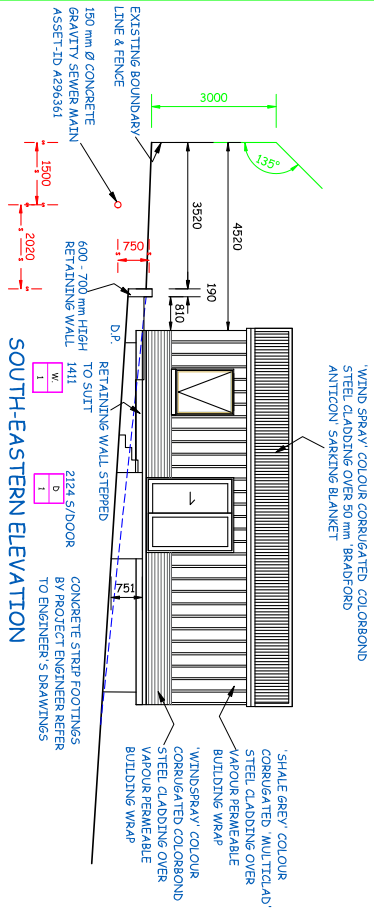 'WIND SPRAY' COLOUR CORRUGATED COLORBOND
STEEL CLADDING OVER 50 mm 'BRADFORD
ANTICON' SARKING BLANKET
'SHALE GREY' COLOUR
CORRUGATED 'MULTICLAD'
STEEL CLADDING OVER
VAPOUR PERMEABLE
BUILDING WRAP
'WINDSPRAY' COLOUR
CORRUGATED COLORBOND
STEEL CLADDING OVER
VAPOUR PERMEABLE
BUILDING WRAP
3000
135°
4520
3520
190
810
EXISTING BOUNDARY
LINE & FENCE
150 mm Ø CONCRETE
GRAVITY SEWER MAIN
ASSET-ID A296361
1500
2020
750
600 - 700 mm HIGH
RETAINING WALL
D.P.
RETAINING WALL STEPPED
TO SUIT
1411
W.
1
2124 S/DOOR
D
1
751
CONCRETE STRIP FOOTINGS
BY PROJECT ENGINEER REFER
TO ENGINEER'S DRAWINGS
SOUTH-EASTERN ELEVATION